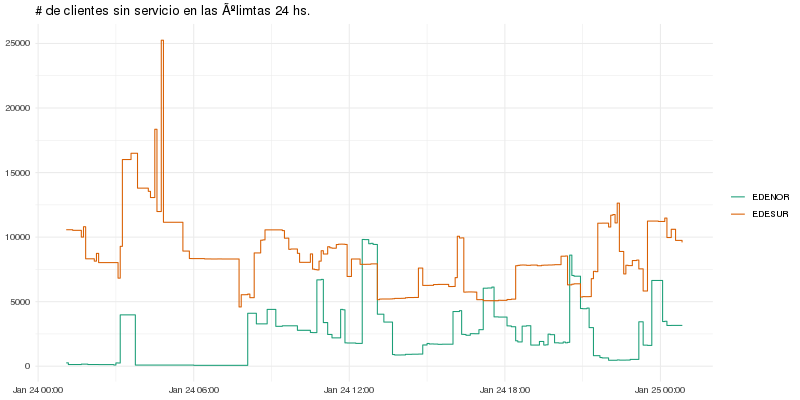 # de clientes sin servicio en las Ãºlimtas 24 hs.
25000
20000
15000
10000
5000
0
Jan 24 00:00
Jan 24 06:00
Jan 24 12:00
Jan 24 18:00
Jan 25 00:00
EDENOR
EDESUR